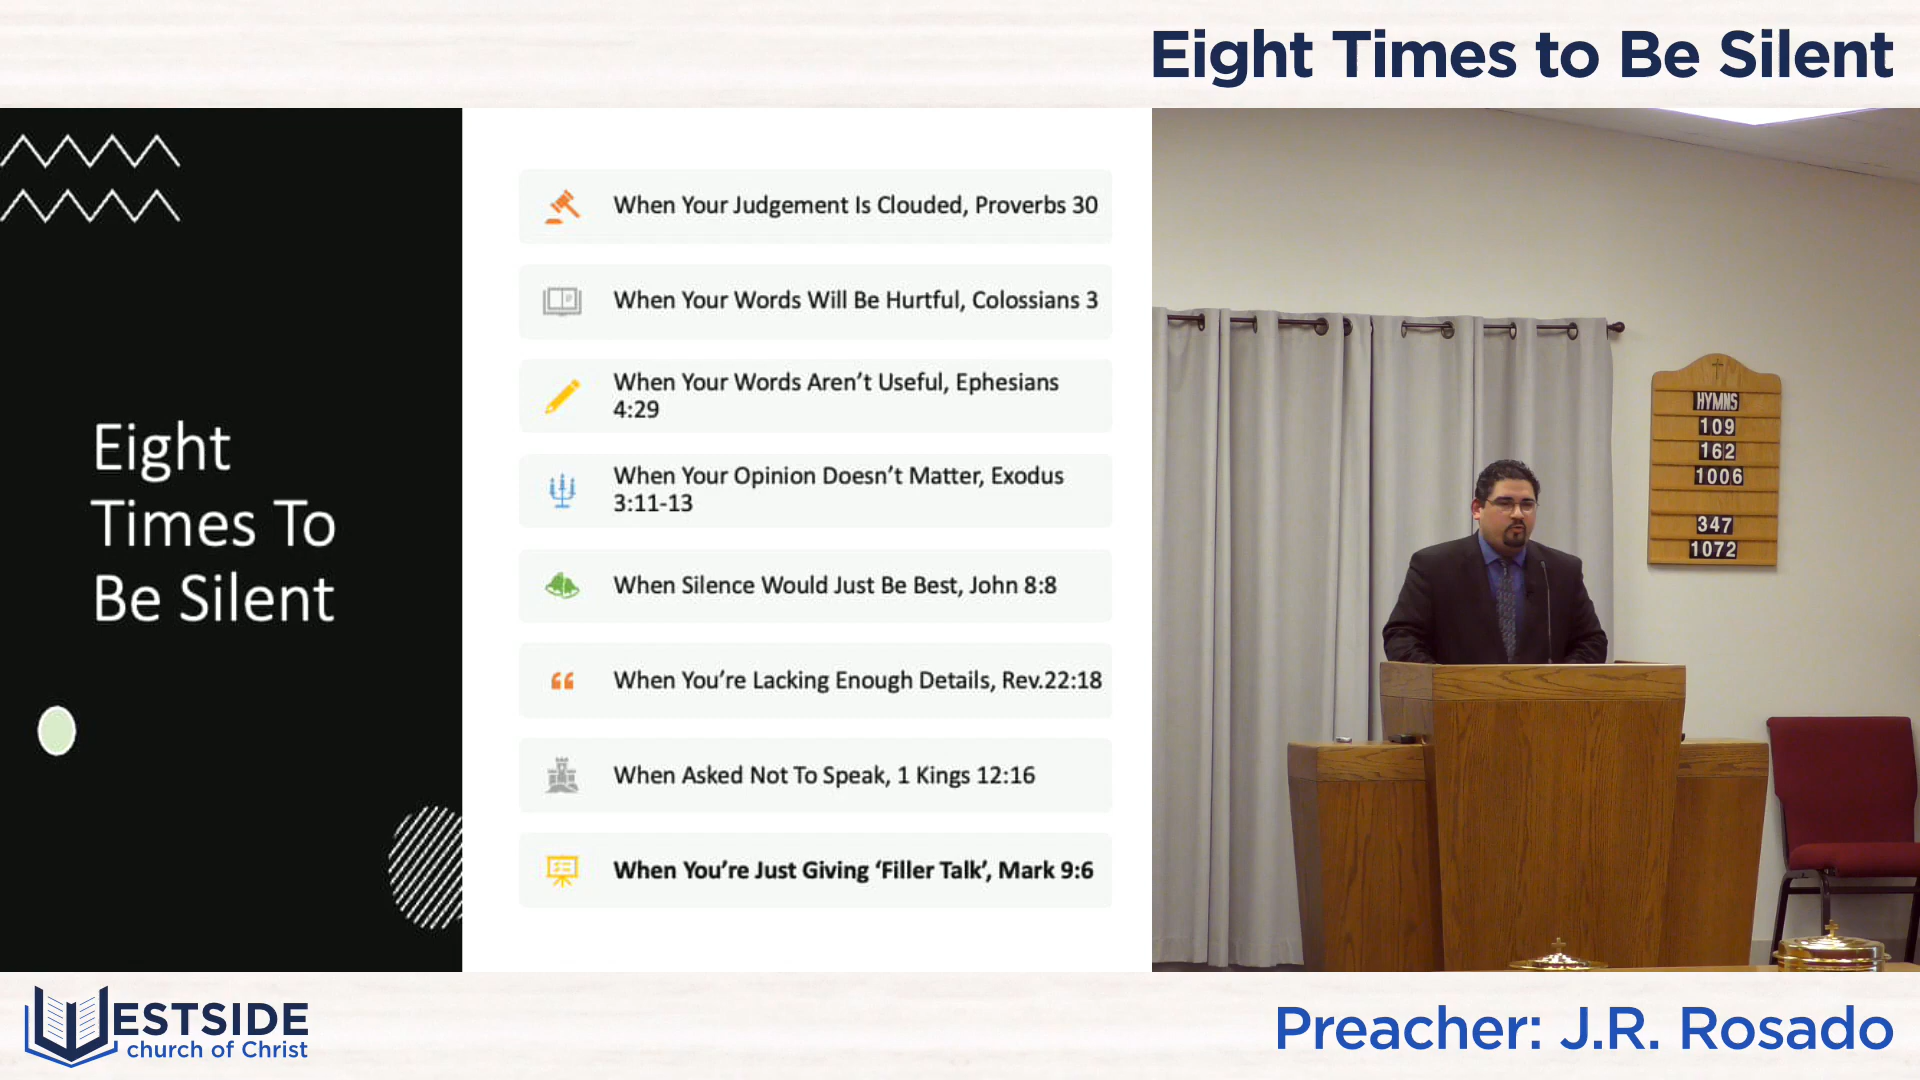 Eight Times to Be Silent
Eight
Times To
Be Silent
When Your Judgement Is Clouded, Proverbs 30
When Your Words Will Be Hurtful, Colossians 3
When Your Words Aren't Useful, Ephesians
4:29
When Your Opinion Doesn't Matter, Exodus
3:11-13
When Silence Would Just Be Best, John 8:8
When You're Lacking Enough Details, Rev.22:18
When Asked Not To Speak, 1 Kings 12:16
When You're Just Giving 'Filler Talk', Mark 9:6
HYMNS
109
162
1006
347
1072
WESTSIDE
church of Christ
Preacher: J.R. Rosado